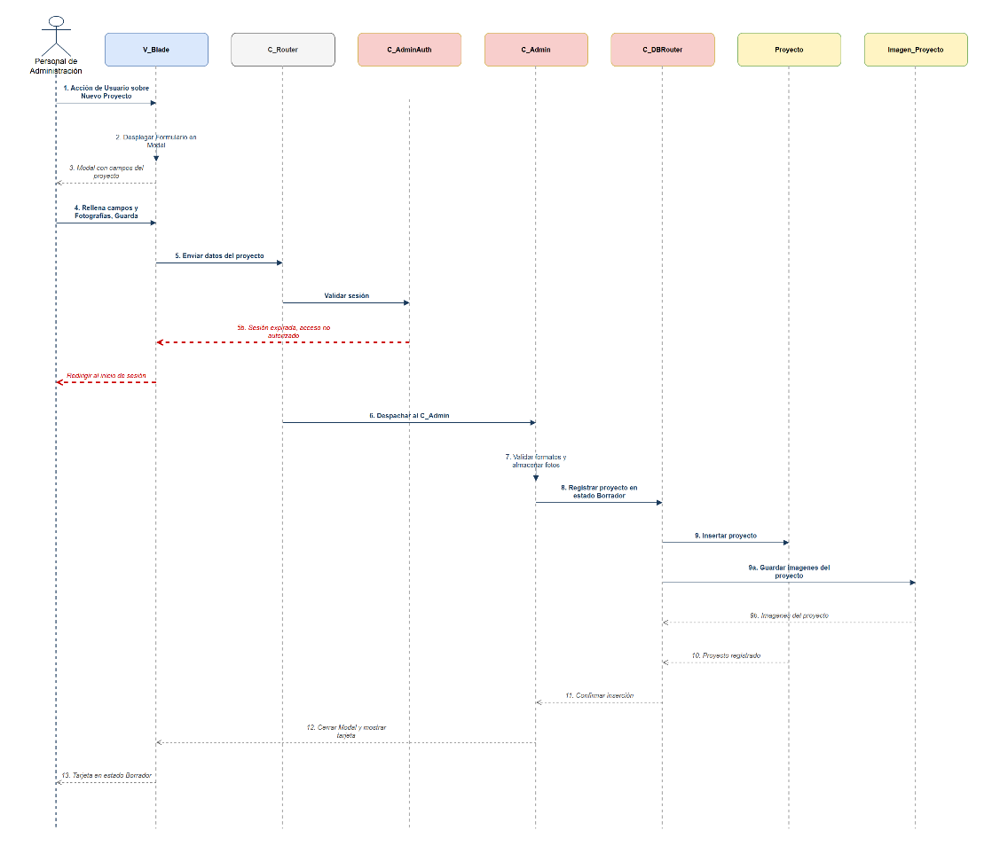 Personal de
Administración
V_Blade
C_Router
C_AdminAuth
C_Admin
C_DBRouter
Proyecto
Imagen_Proyecto
1. Acción de Usuario sobre
Nuevo Proyecto
2. Desplegar Formulario en
Modal
3. Modal con campos del
proyecto
4. Rellena campos y
Fotografías, Guarda
5. Enviar datos del proyecto
Validar sesión
5b. Sesión expirada, acceso no
autorizado
Redirigir al inicio de sesión
6. Despachar al C_Admin
7. Validar formatos y
almacenar fotos
8. Registrar proyecto en
estado Borrador
9. Insertar proyecto
9a. Guardar imagenes del
proyecto
9b. Imagenes del proyecto
10. Proyecto registrado
11. Confirmar inserción
12. Cerrar Modal y mostrar
tarjeta
13. Tarjeta en estado Borrador